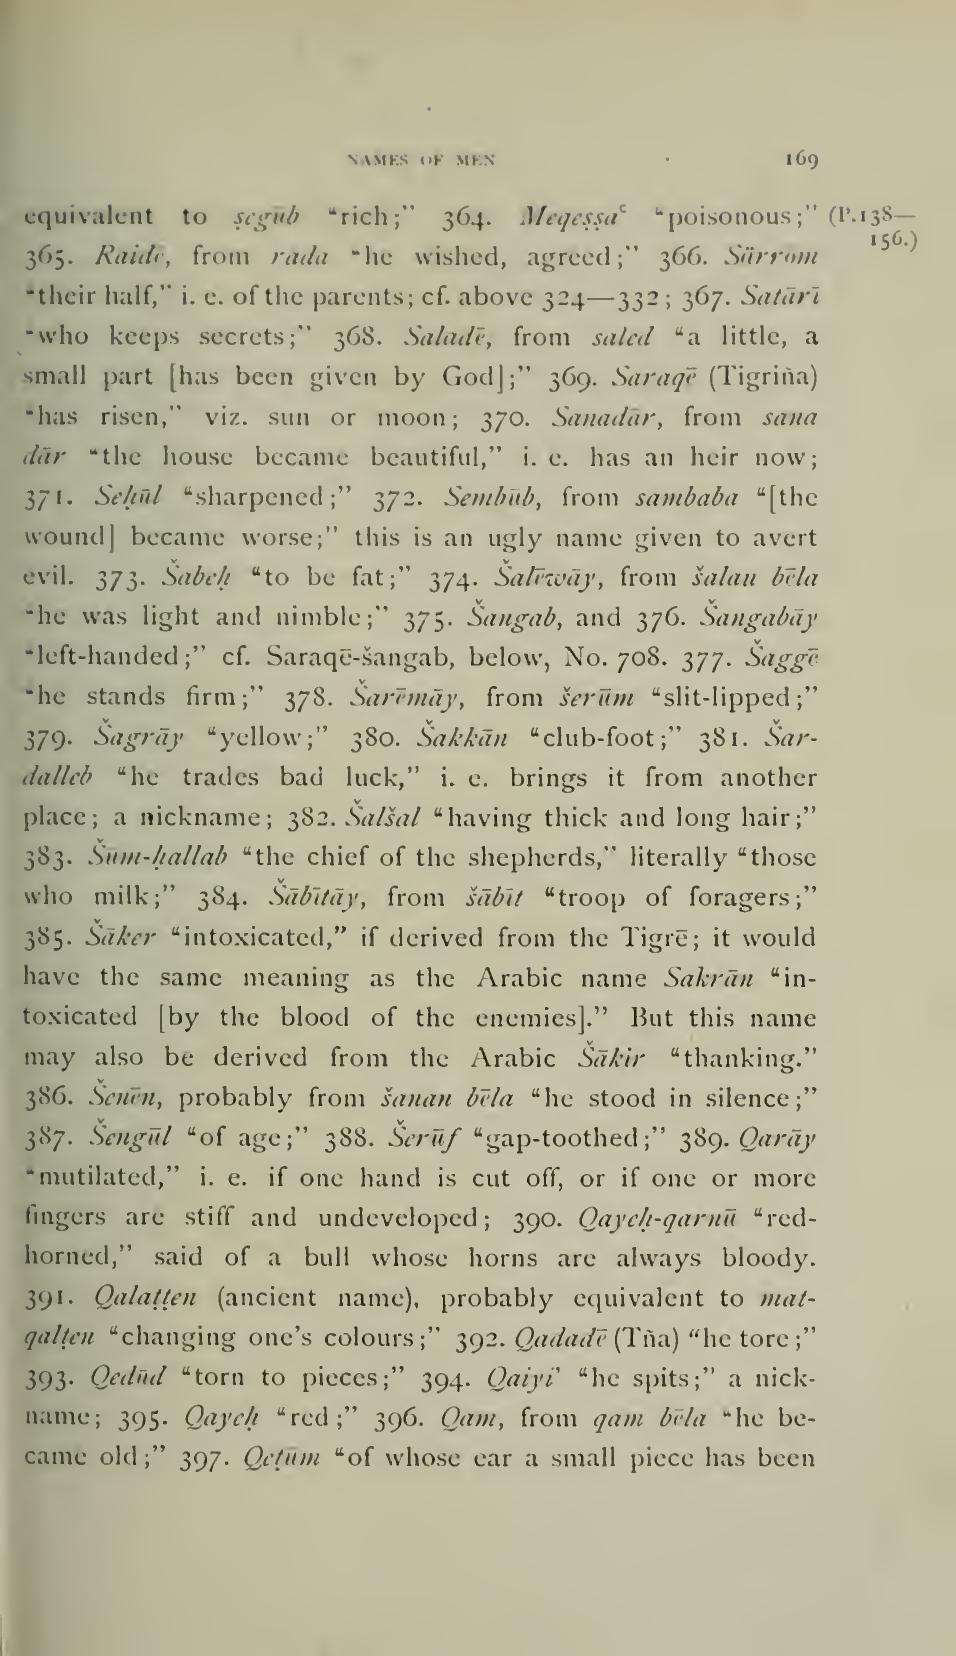 NAMES OF MEN 169
equivalent to ṣegūb “rich;” 364. Meqeṣṣaʿ “poisonous;” (P. 138—
156.)
365. Raidē, from rada “he wished, agreed;” 366. Särrom
“their half,” i. e. of the parents; cf. above 324—332; 367. Satārī
“who keeps secrets;” 368. Saladē, from saled “a little, a
small part [has been given by God];” 369. Saraqē (Tigriña)
“has risen,” viz. sun or moon; 370. Sanadār, from sana
dār “the house became beautiful,” i. e. has an heir now;
371. Seḥūl “sharpened;” 372. Sembūb, from sambaba “[the
wound] became worse;” this is an ugly name given to avert
evil. 373. Šabeḥ “to be fat;” 374. Šalēwāy, from šalau bēla
“he was light and nimble;” 375. Šangab, and 376. Šangabāy
“left-handed;” cf. Saraqē-šangab, below, No. 708. 377. Šaggē
“he stands firm;” 378. Šarēmāy, from šerūm “slit-lipped;”
379. Šagrāy “yellow;” 380. Šakkān “club-foot;” 381. Šar-
dalleb “he trades bad luck,” i. e. brings it from another
place; a nickname; 382. Šalšal “having thick and long hair;”
383. Šūm-ḥallab “the chief of the shepherds,” literally “those
who milk;” 384. Šābītāy, from šābīt “troop of foragers;”
385. Šāker “intoxicated,” if derived from the Tigrē; it would
have the same meaning as the Arabic name Sakrān “in-
toxicated [by the blood of the enemies].” But this name
may also be derived from the Arabic Šākir “thanking.”
386. Šenēn, probably from šanan bēla “he stood in silence;”
387. Šengūl “of age;” 388. Šerūf “gap-toothed;” 389. Qarāy
“mutilated,” i. e. if one hand is cut off, or if one or more
fingers are stiff and undeveloped; 390. Qayeḥ-qarnū “red-
horned,” said of a bull whose horns are always bloody.
391. Qalaṭṭen (ancient name), probably equivalent to mat-
qalṭen “changing one’s colours;” 392. Qadadē (Tña) “he tore;”
393. Qedūd “torn to pieces;” 394. Qaiyiʾ “he spits;” a nick-
name; 395. Qayeḥ “red;” 396. Qam, from qam bēla “he be-
came old;” 397. Qeṭūm “of whose ear a small piece has been